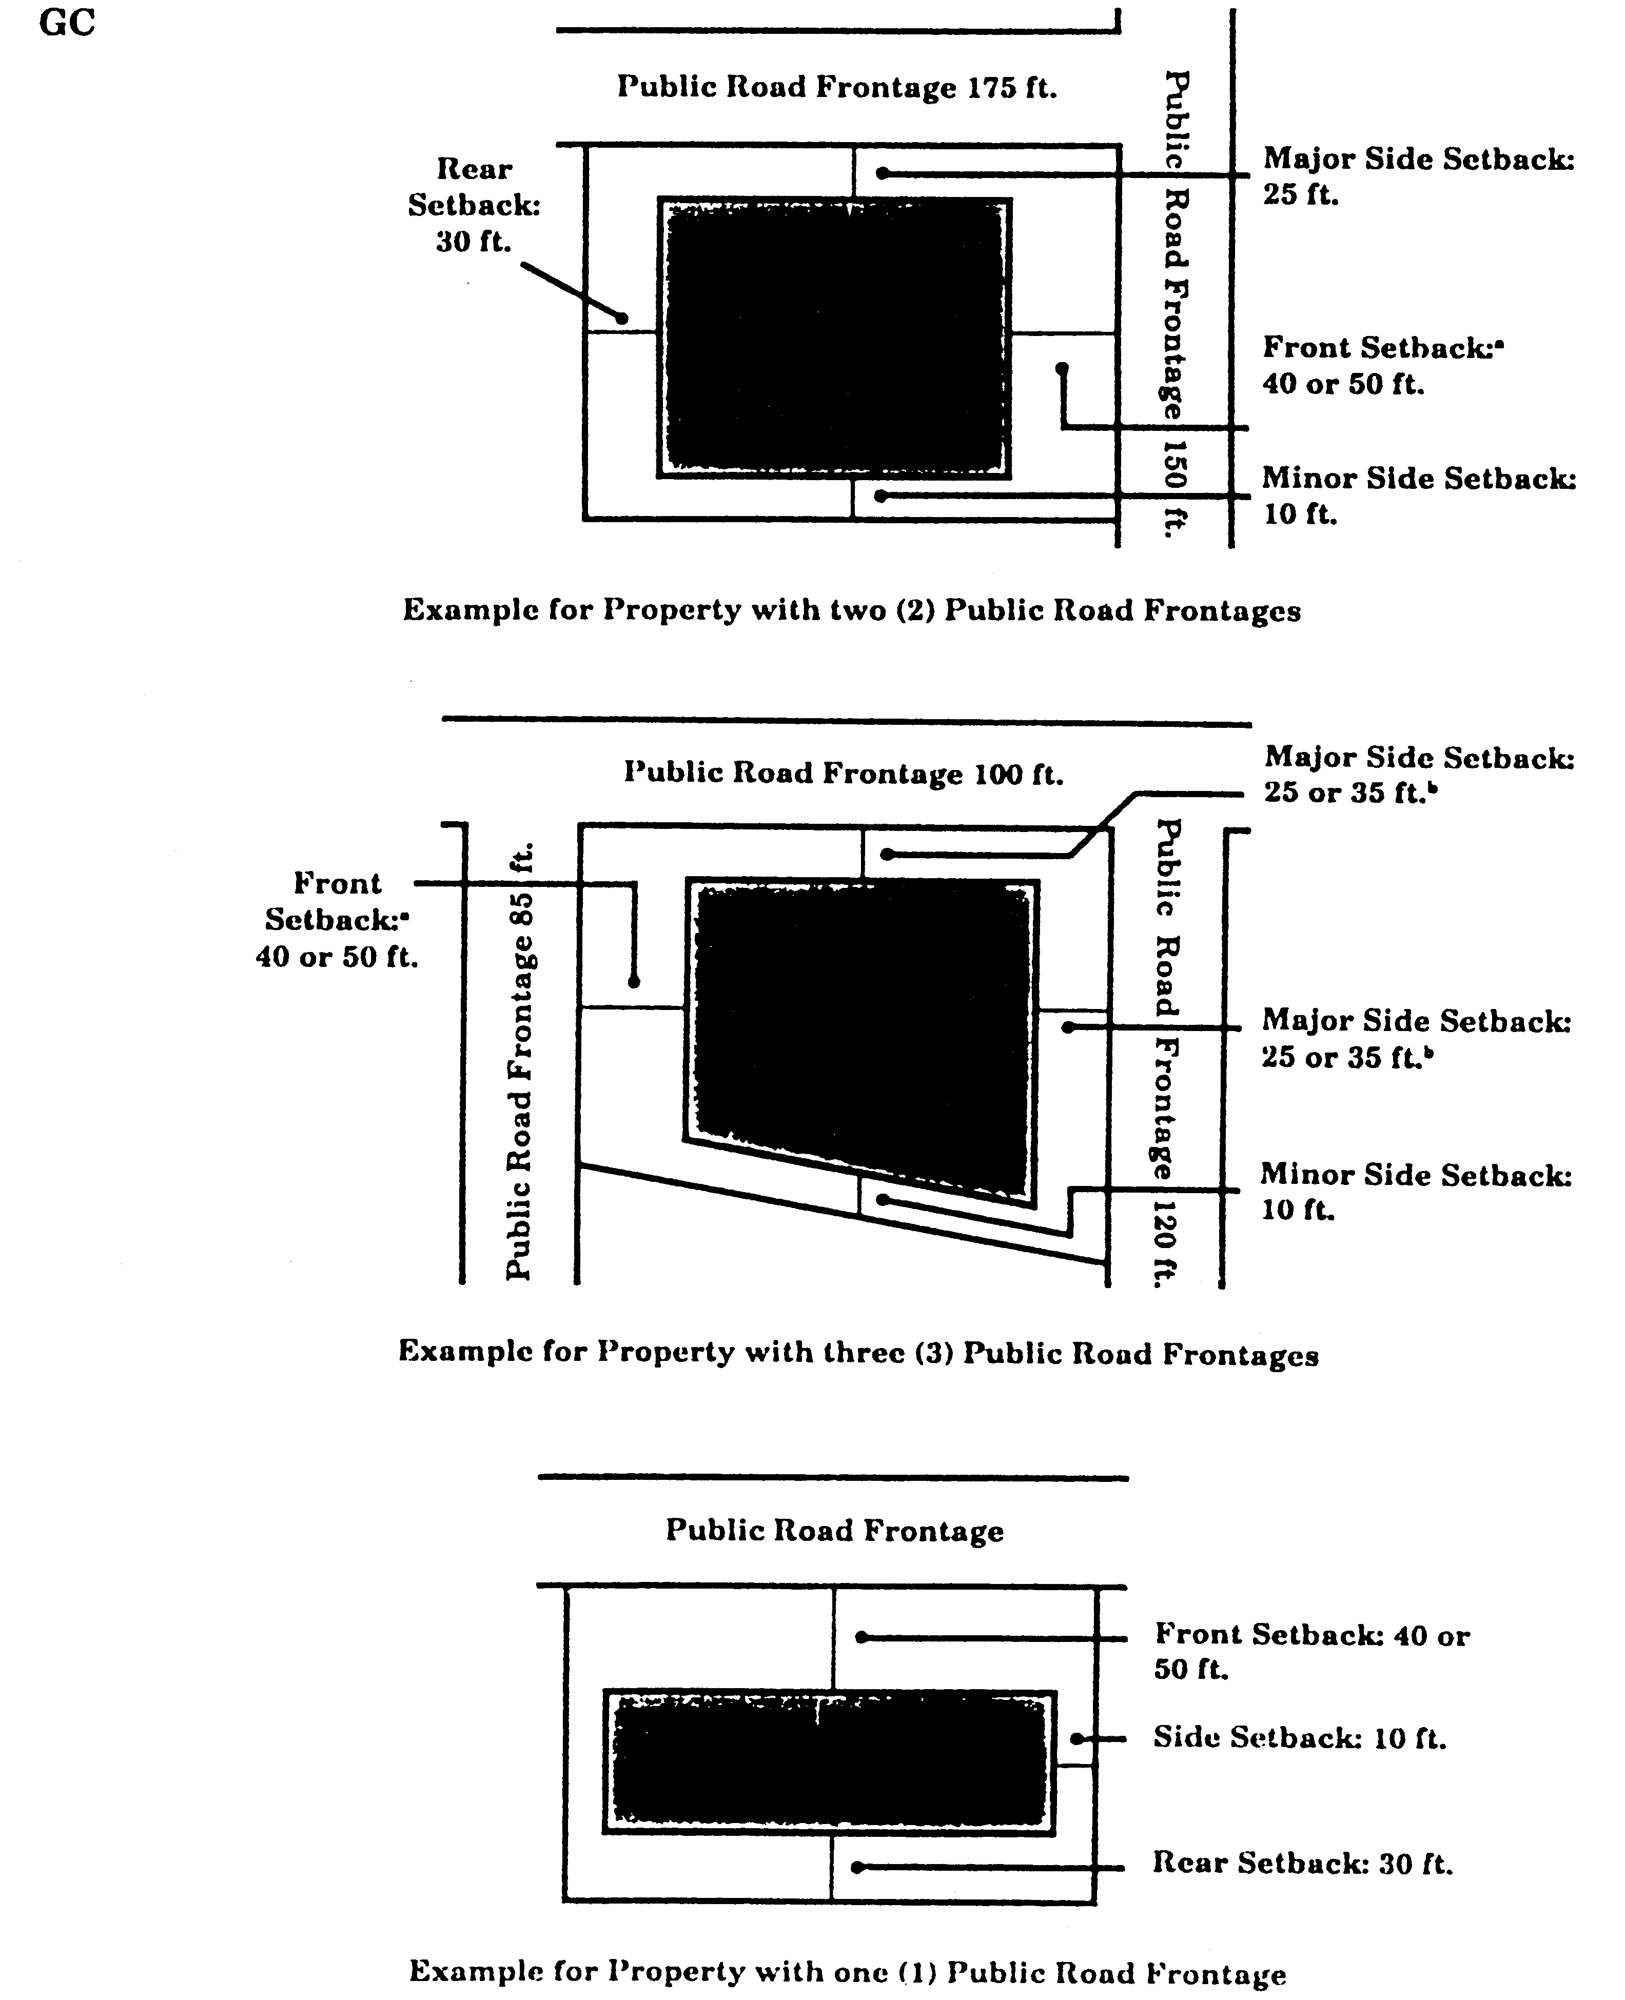 GC
Public Road Frontage 175 ft.
Public Road Frontage 150 ft.
Rear
Setback:
30 ft.
Major Side Setback:
25 ft.
Front Setback:ª
40 or 50 ft.
Minor Side Setback:
10 ft.
Example for Property with two (2) Public Road Frontages
Public Road Frontage 100 ft.
Major Side Setback:
25 or 35 ft.ᵇ
Public Road Frontage 85 ft.
Public Road Frontage 120 ft.
Front
Setback:ª
40 or 50 ft.
Major Side Setback:
25 or 35 ft.ᵇ
Minor Side Setback:
10 ft.
Example for Property with three (3) Public Road Frontages
Public Road Frontage
Front Setback: 40 or
50 ft.
Side Setback: 10 ft.
Rear Setback: 30 ft.
Example for Property with one (1) Public Road Frontage